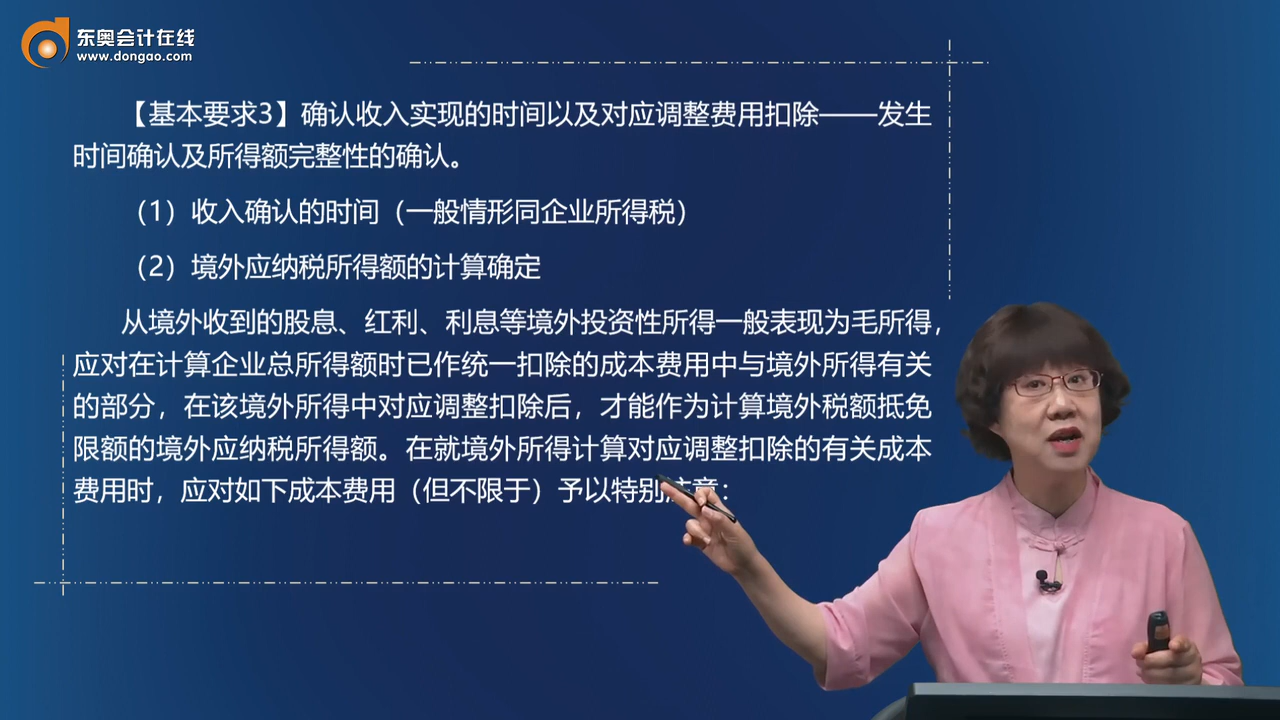 东奥会计在线
www.dongao.com
【基本要求3】确认收入实现的时间以及对应调整费用扣除——发生
时间确认及所得额完整性的确认。
（1）收入确认的时间（一般情形同企业所得税）
（2）境外应纳税所得额的计算确定
从境外收到的股息、红利、利息等境外投资性所得一般表现为毛所得，
应对在计算企业总所得额时已作统一扣除的成本费用中与境外所得有关
的部分，在该境外所得中对应调整扣除后，才能作为计算境外税额抵免
限额的境外应纳税所得额。在就境外所得计算对应调整扣除的有关成本
费用时，应对如下成本费用（但不限于）予以特别注意：